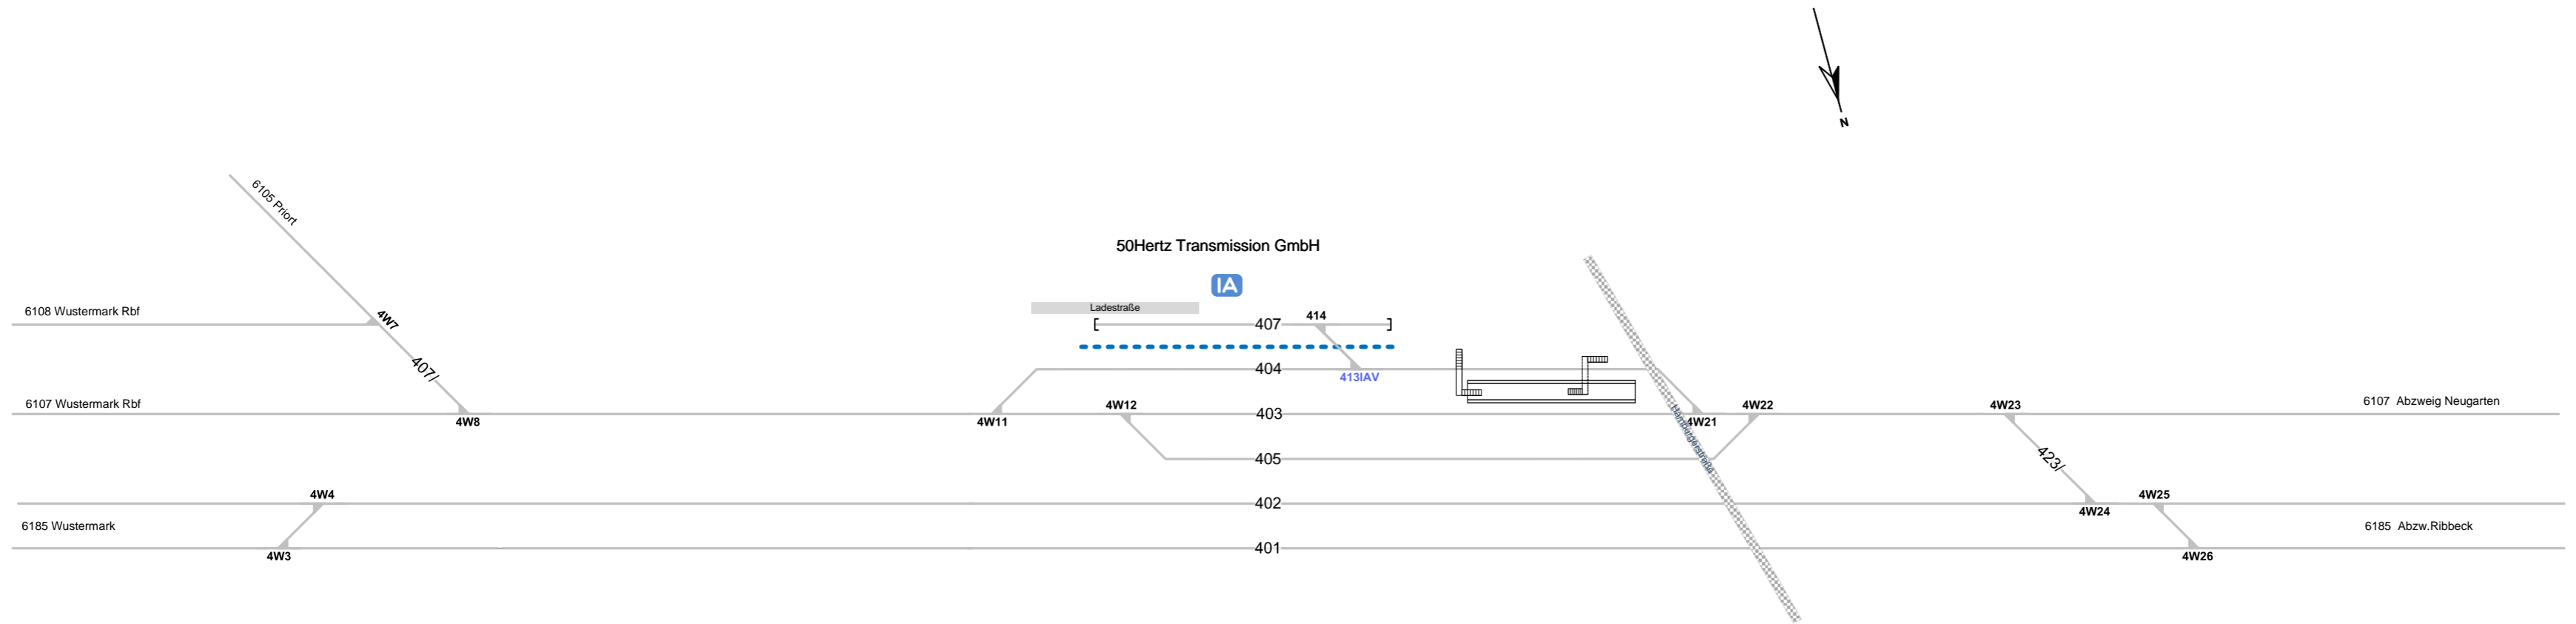 N
6105 Priort
50Hertz Transmission GmbH
IA
Ladestraße
6108 Wustermark Rbf
4W7
407
414
407/
404
413IAV
6107 Wustermark Rbf
4W8
4W11
4W12
403
4W21
4W22
4W23
6107 Abzweig Neugarten
Hamburgerstraße
405
423/
4W4
402
4W24
4W25
6185 Wustermark
6185 Abzw.Ribbeck
4W3
401
4W26